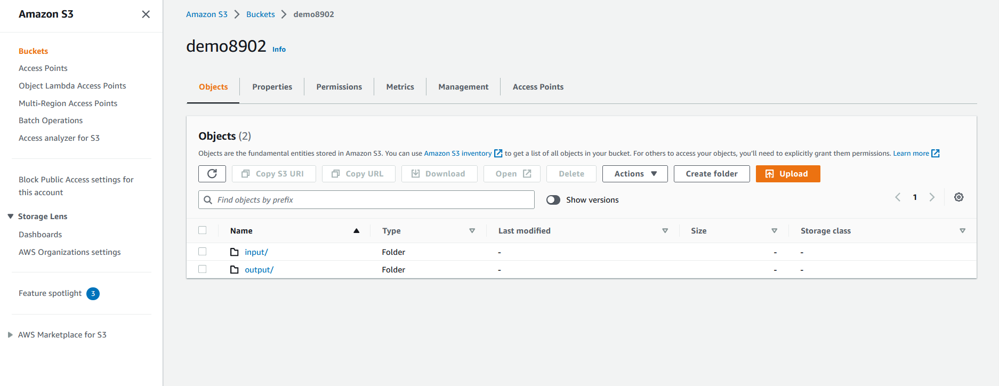 Amazon S3
Buckets
Access Points
Object Lambda Access Points
Multi-Region Access Points
Batch Operations
Access analyzer for S3
Block Public Access settings for
this account
Storage Lens
Dashboards
AWS Organizations settings
Feature spotlight 3
AWS Marketplace for S3
Amazon S3 Buckets demo8902
demo8902 Info
Objects Properties Permissions Metrics Management Access Points
Objects (2)
Objects are the fundamental entities stored in Amazon S3. You can use Amazon S3 inventory to get a list of all objects in your bucket. For others to access your objects, you'll need to explicitly grant them permissions. Learn more
Copy S3 URI Copy URL Download Open Delete Actions Create folder Upload
Find objects by prefix Show versions 1
Name Type Last modified Size Storage class
input/ Folder - - -
output/ Folder - - -